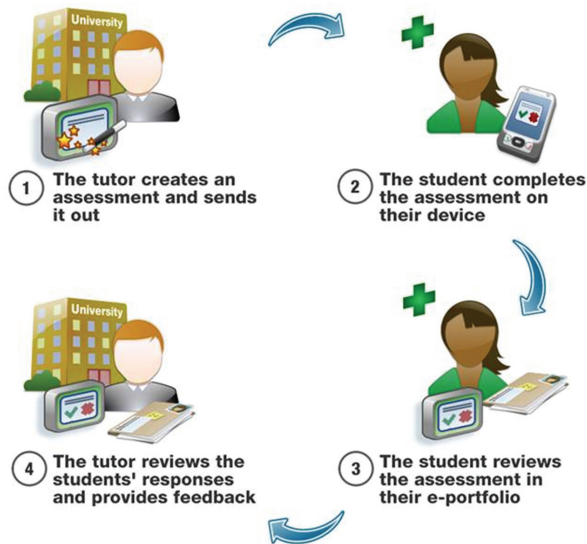 University
1 The tutor creates an
assessment and sends
it out
2 The student completes
the assessment on
their device
University
4 The tutor reviews the
students' responses
and provides feedback
3 The student reviews
the assessment in
their e-portfolio